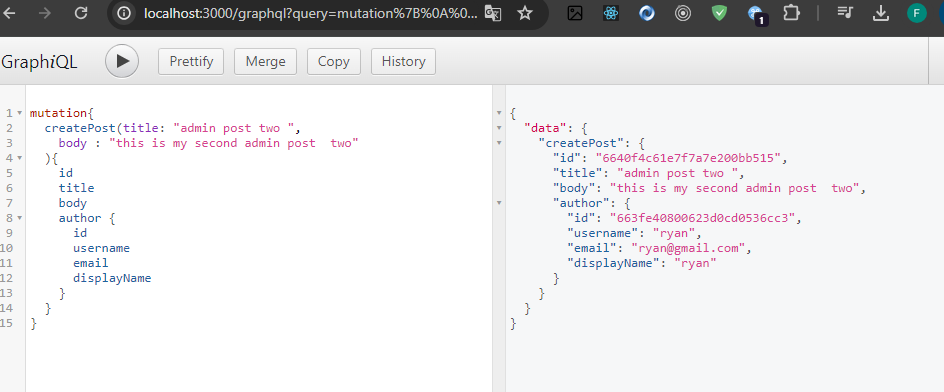 localhost:3000/graphql?query=mutation%7B%0A%0...
1
F
GraphiQL
Prettify
Merge
Copy
History
1 mutation{
2 createPost(title: "admin post two ",
3 body : "this is my second admin post  two"
4 ){
5 id
6 title
7 body
8 author {
9 id
10 username
11 email
12 displayName
13 }
14 }
15 }
{
"data": {
"createPost": {
"id": "6640f4c61e7f7a7e200bb515",
"title": "admin post two ",
"body": "this is my second admin post  two",
"author": {
"id": "663fe40800623d0cd0536cc3",
"username": "ryan",
"email": "ryan@gmail.com",
"displayName": "ryan"
}
}
}
}